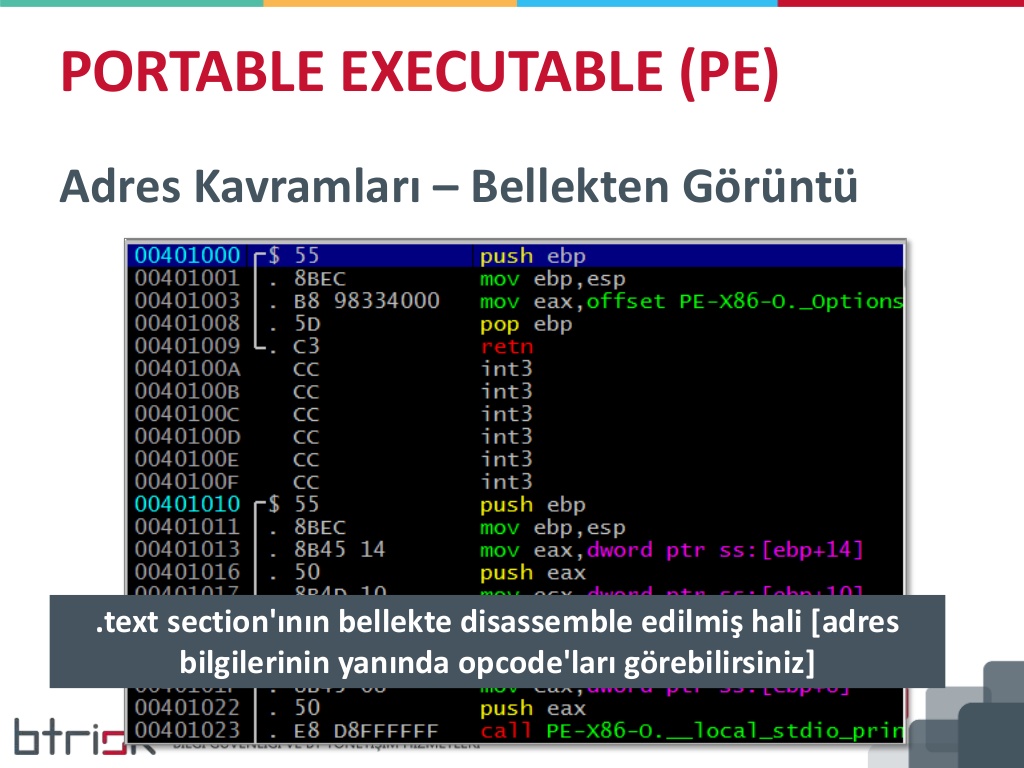 PORTABLE EXECUTABLE (PE)
Adres Kavramları – Bellekten Görüntü
00401000 $ 55 push ebp
00401001 . 8BEC mov ebp,esp
00401003 . B8 98334000 mov eax,offset PE-X86-O._Options
00401008 . 5D pop ebp
00401009 . C3 retn
0040100A CC int3
0040100B CC int3
0040100C CC int3
0040100D CC int3
0040100E CC int3
0040100F CC int3
00401010 $ 55 push ebp
00401011 . 8BEC mov ebp,esp
00401013 . 8B45 14 mov eax,dword ptr ss:[ebp+14]
00401016 . 50 push eax
00401017 . 8B4D 10 mov ecx,dword ptr ss:[ebp+10]
.text section'ının bellekte disassemble edilmiş hali [adres
bilgilerinin yanında opcode'ları görebilirsiniz]
mov eax,dword ptr ss:[ebp+8]
00401022 . 50 push eax
00401023 . E8 D8FFFFFF call PE-X86-O.__local_stdio_prin
btrisk
BİLGİ GÜVENLİĞİ VE BT YÖNETİŞİM HİZMETLERİ